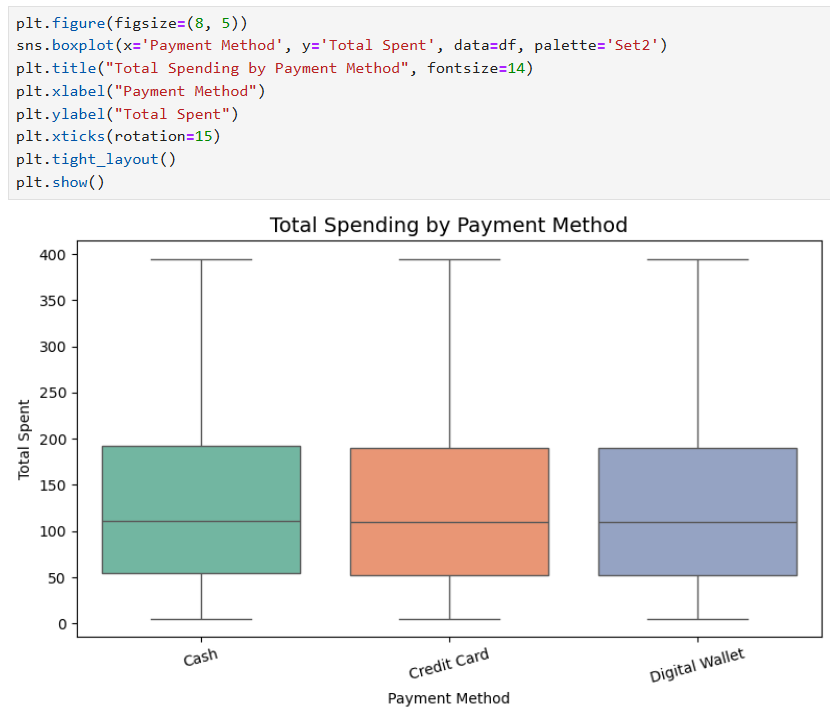 plt.figure(figsize=(8, 5))
sns.boxplot(x='Payment Method', y='Total Spent', data=df, palette='Set2')
plt.title("Total Spending by Payment Method", fontsize=14)
plt.xlabel("Payment Method")
plt.ylabel("Total Spent")
plt.xticks(rotation=15)
plt.tight_layout()
plt.show()
Total Spending by Payment Method
400
350
300
250
200
150
100
50
0
Total Spent
Cash
Credit Card
Digital Wallet
Payment Method